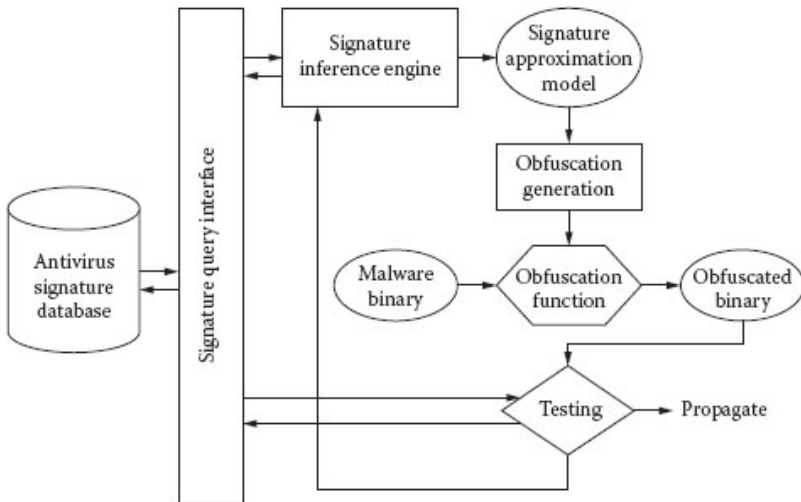 Signature
inference engine
Signature
approximation
model
Obfuscation
generation
Antivirus
signature
database
Signature query interface
Malware
binary
Obfuscation
function
Obfuscated
binary
Testing
Propagate